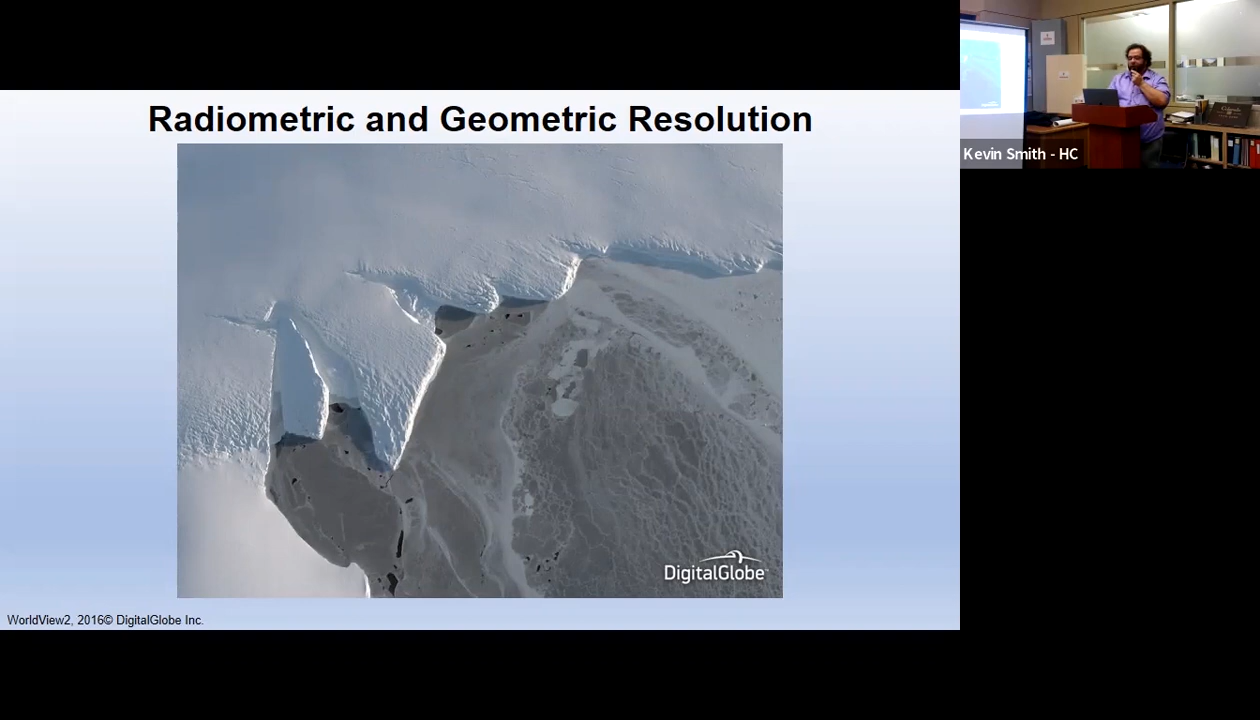 Radiometric and Geometric Resolution
Kevin Smith - HC
DigitalGlobe
WorldView2, 2016© DigitalGlobe Inc.